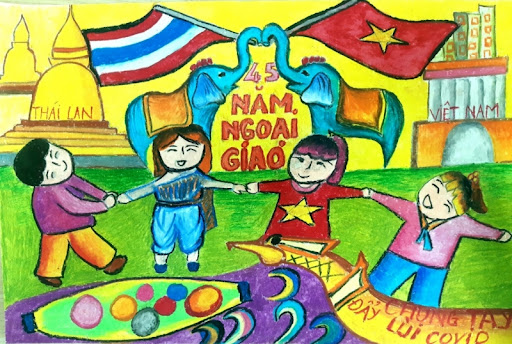 45
NĂM
NGOẠI
GIAO
THÁI LAN
VIỆT NAM
CHUNG TAY
ĐẨY LÙI COVID